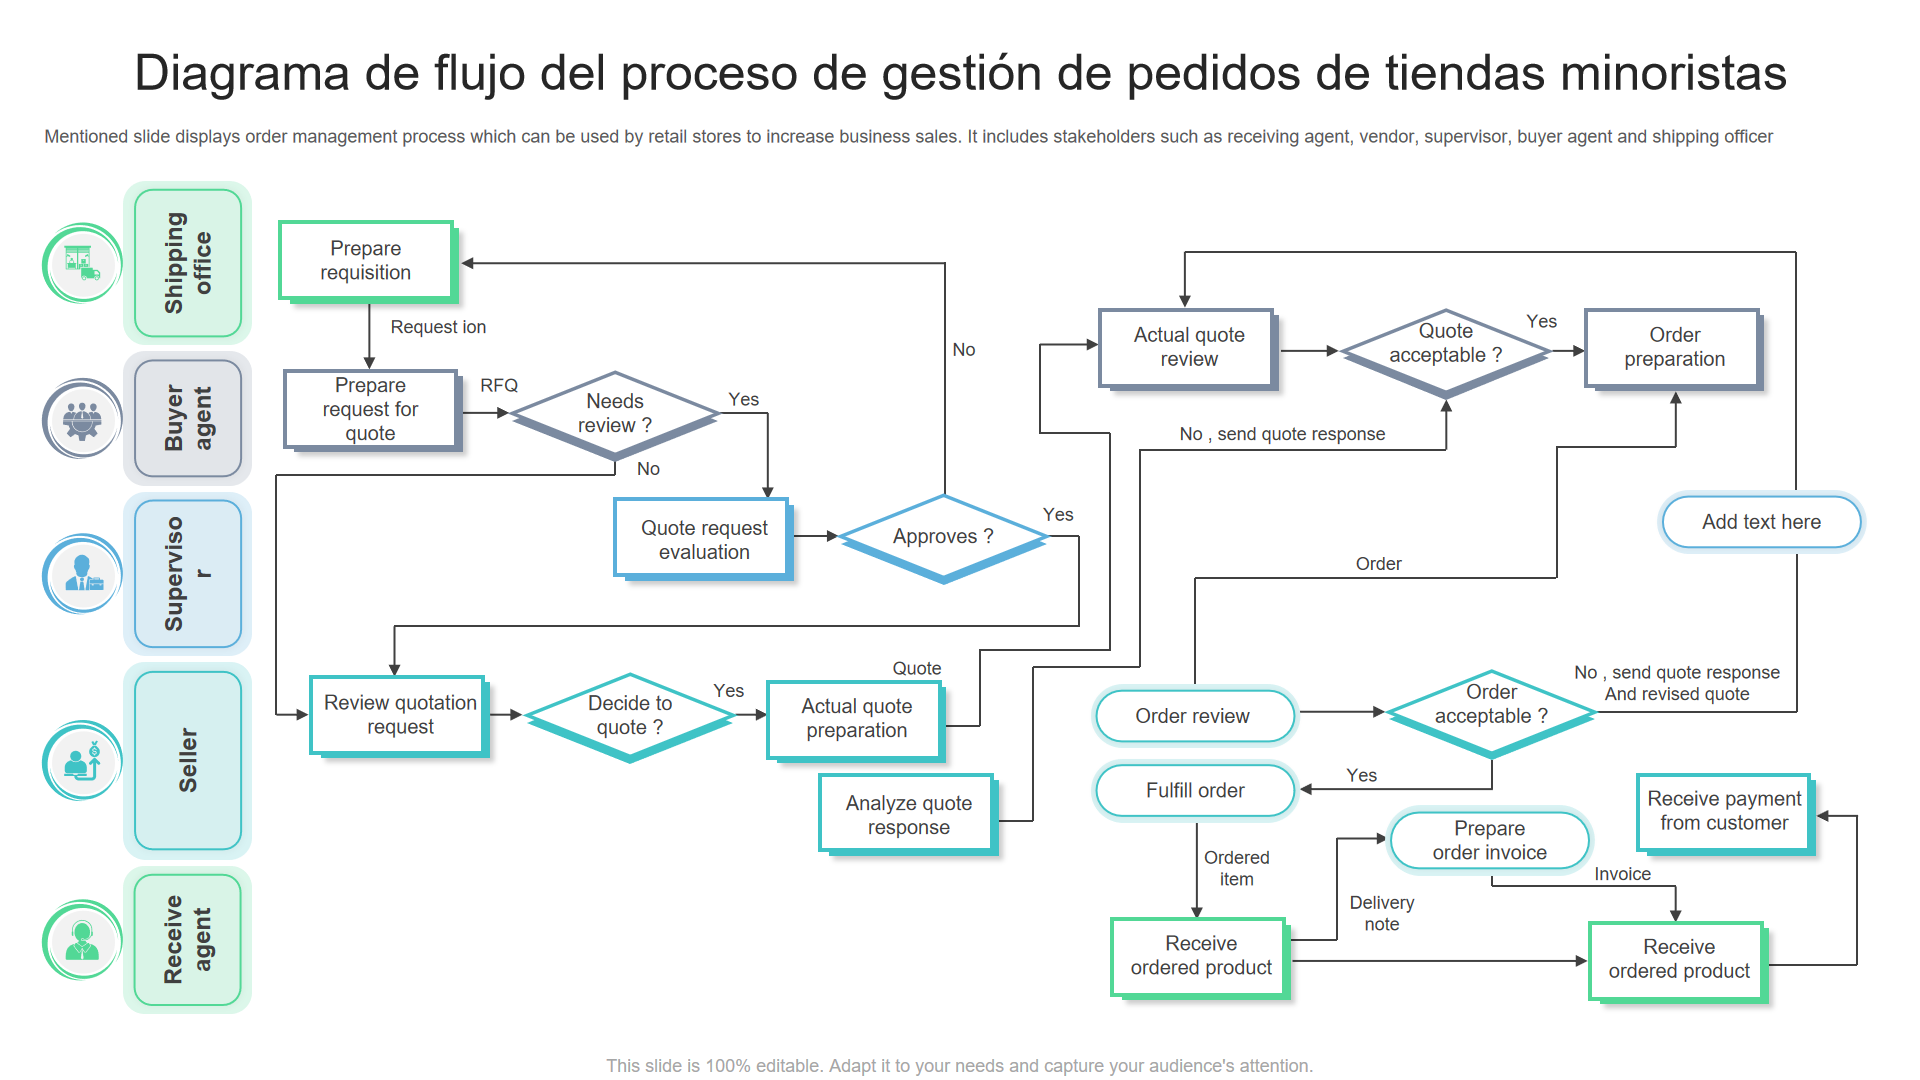 Diagrama de flujo del proceso de gestión de pedidos de tiendas minoristas
Mentioned slide displays order management process which can be used by retail stores to increase business sales. It includes stakeholders such as receiving agent, vendor, supervisor, buyer agent and shipping officer
Shipping
office
Buyer
agent
Superviso
r
Seller
Receive
agent
Prepare
requisition
Request ion
Prepare
request for
quote
RFQ
Needs
review ?
Yes
No
Quote request
evaluation
Approves ?
Yes
No
Review quotation
request
Decide to
quote ?
Yes
Actual quote
preparation
Quote
Analyze quote
response
Actual quote
review
Quote
acceptable ?
Yes
Order
preparation
No , send quote response
Add text here
Order
Order review
Order
acceptable ?
No , send quote response
And revised quote
Yes
Fulfill order
Ordered
item
Prepare
order invoice
Receive payment
from customer
Invoice
Delivery
note
Receive
ordered product
Receive
ordered product
This slide is 100% editable. Adapt it to your needs and capture your audience's attention.